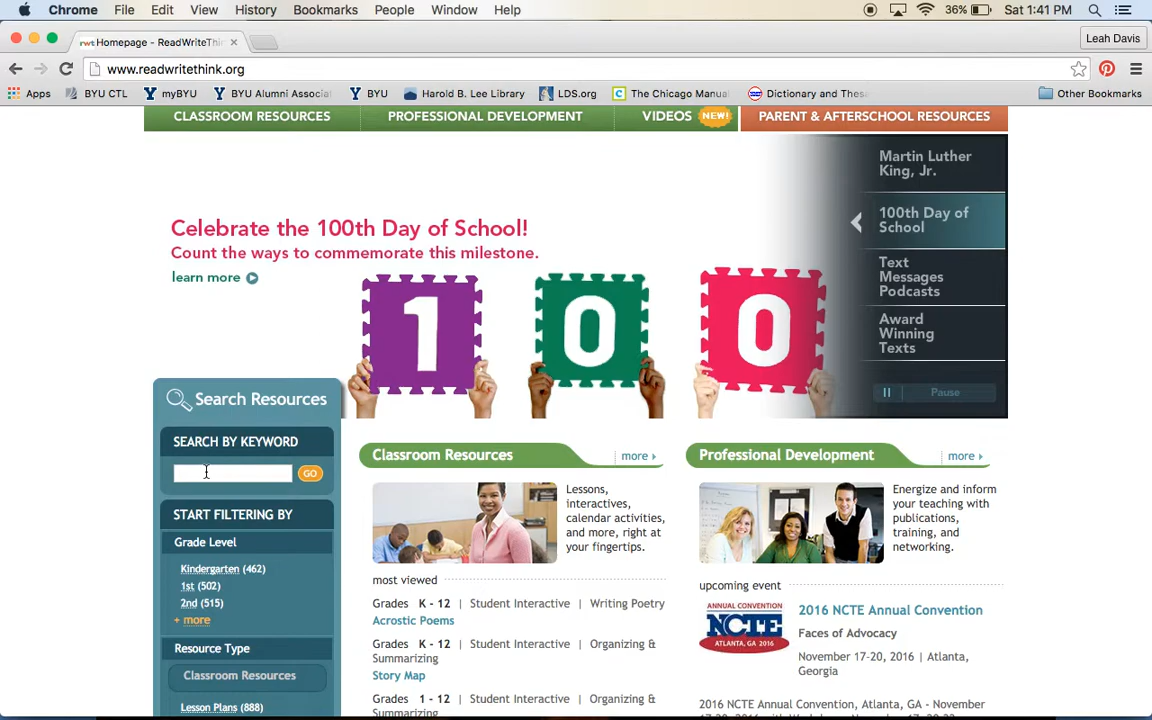 Chrome File Edit View History Bookmarks People Window Help 36% Sat 1:41 PM
rwt Homepage - ReadWriteThin Leah Davis
www.readwritethink.org
Apps BYU CTL myBYU BYU Alumni Associat BYU Harold B. Lee Library LDS.org The Chicago Manual Dictionary and Thesa Other Bookmarks
CLASSROOM RESOURCES PROFESSIONAL DEVELOPMENT VIDEOS NEW! PARENT & AFTERSCHOOL RESOURCES
Martin Luther
King, Jr.
100th Day of
School
Text
Messages
Podcasts
Award
Winning
Texts
Pause
Celebrate the 100th Day of School!
Count the ways to commemorate this milestone.
learn more
1 0 0
Search Resources
SEARCH BY KEYWORD
GO
START FILTERING BY
Grade Level
Kindergarten (462)
1st (502)
2nd (515)
+ more
Resource Type
Classroom Resources
Lesson Plans (888)
Classroom Resources more
Lessons,
interactives,
calendar activities,
and more, right at
your fingertips.
most viewed
Grades K - 12 | Student Interactive | Writing Poetry
Acrostic Poems
Grades K - 12 | Student Interactive | Organizing &
Summarizing
Story Map
Grades 1 - 12 | Student Interactive | Organizing &
Summarizing
Professional Development more
Energize and inform
your teaching with
publications,
training, and
networking.
upcoming event
ANNUAL CONVENTION
NCTE
ATLANTA, GA 2016
2016 NCTE Annual Convention
Faces of Advocacy
November 17-20, 2016 | Atlanta,
Georgia
2016 NCTE Annual Convention, Atlanta, GA - November